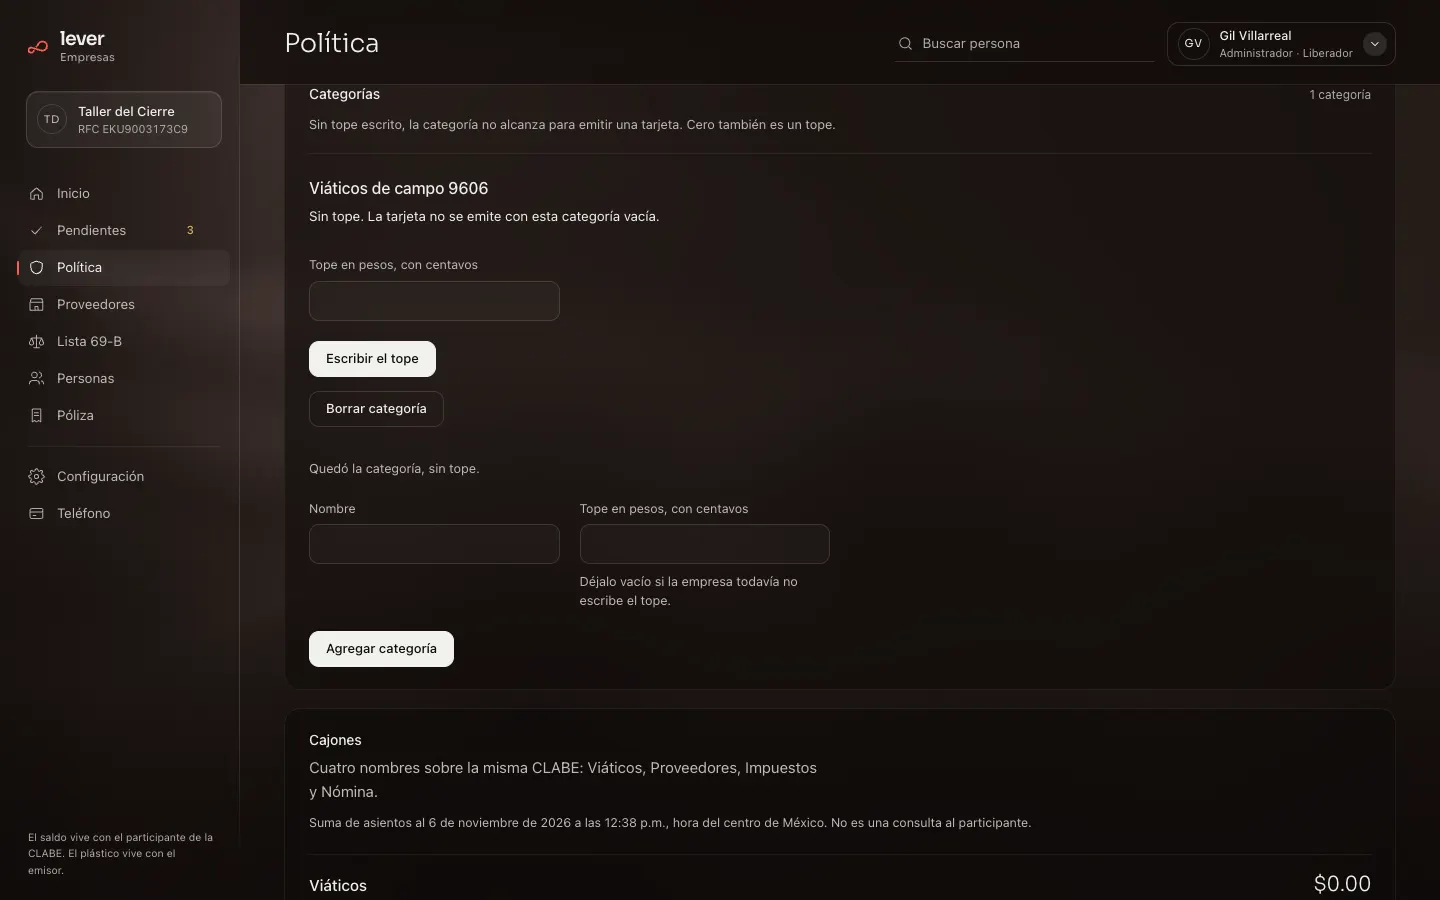 lever
Empresas
TD
Taller del Cierre
RFC EKU9003173C9
Inicio
Pendientes 3
Política
Proveedores
Lista 69-B
Personas
Póliza
Configuración
Teléfono
El saldo vive con el participante de la
CLABE. El plástico vive con el
emisor.
Política
Buscar persona
GV
Gil Villarreal
Administrador · Liberador
Categorías
1 categoría
Sin tope escrito, la categoría no alcanza para emitir una tarjeta. Cero también es un tope.
Viáticos de campo 9606
Sin tope. La tarjeta no se emite con esta categoría vacía.
Tope en pesos, con centavos
Escribir el tope
Borrar categoría
Quedó la categoría, sin tope.
Nombre
Tope en pesos, con centavos
Déjalo vacío si la empresa todavía no
escribe el tope.
Agregar categoría
Cajones
Cuatro nombres sobre la misma CLABE: Viáticos, Proveedores, Impuestos
y Nómina.
Suma de asientos al 6 de noviembre de 2026 a las 12:38 p.m., hora del centro de México. No es una consulta al participante.
Viáticos
$0.00